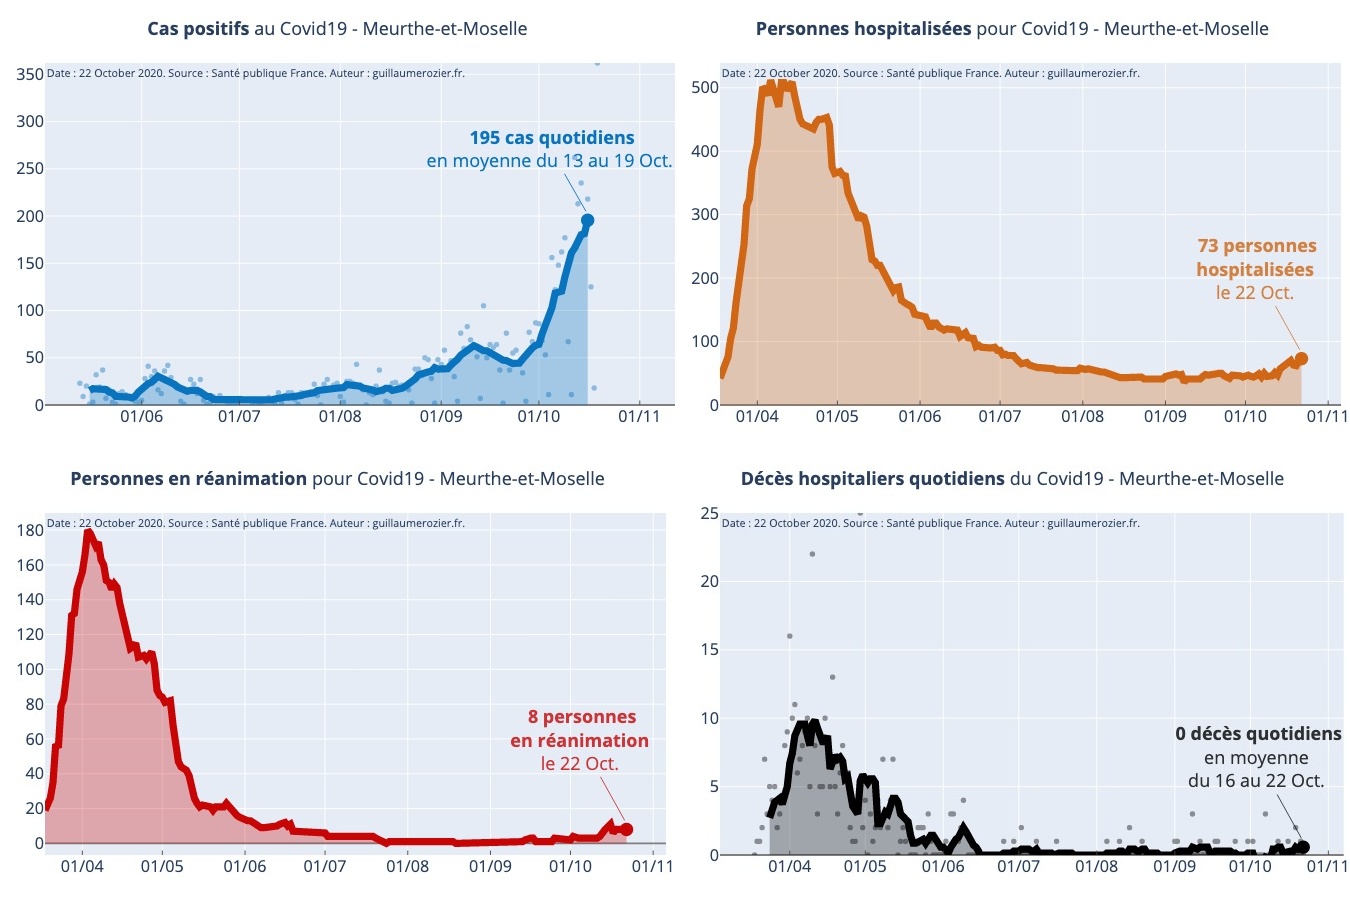 Cas positifs au Covid19 - Meurthe-et-Moselle
Date : 22 October 2020. Source : Santé publique France. Auteur : guillaumerozier.fr.
350
300
250
200
150
100
50
0
195 cas quotidiens
en moyenne du 13 au 19 Oct.
01/06 01/07 01/08 01/09 01/10 01/11
Personnes hospitalisées pour Covid19 - Meurthe-et-Moselle
Date : 22 October 2020. Source : Santé publique France. Auteur : guillaumerozier.fr.
500
400
300
200
100
0
73 personnes
hospitalisées
le 22 Oct.
01/04 01/05 01/06 01/07 01/08 01/09 01/10 01/11
Personnes en réanimation pour Covid19 - Meurthe-et-Moselle
Date : 22 October 2020. Source : Santé publique France. Auteur : guillaumerozier.fr.
180
160
140
120
100
80
60
40
20
0
8 personnes
en réanimation
le 22 Oct.
01/04 01/05 01/06 01/07 01/08 01/09 01/10 01/11
Décès hospitaliers quotidiens du Covid19 - Meurthe-et-Moselle
Date : 22 October 2020. Source : Santé publique France. Auteur : guillaumerozier.fr.
25
20
15
10
5
0
0 décès quotidiens
en moyenne
du 16 au 22 Oct.
01/04 01/05 01/06 01/07 01/08 01/09 01/10 01/11